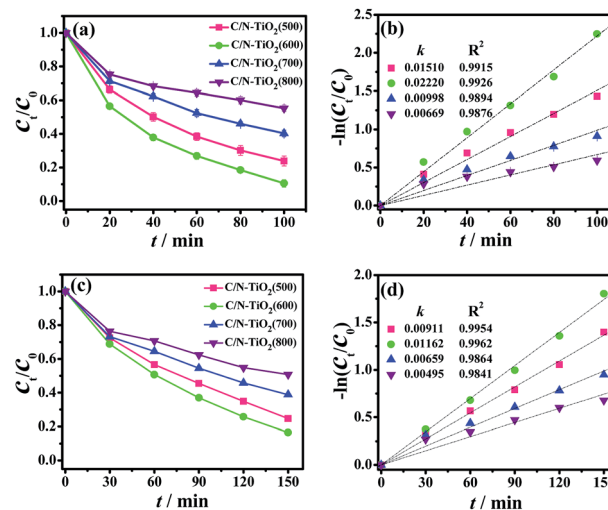 (a)
C/N-TiO2(500)
C/N-TiO2(600)
C/N-TiO2(700)
C/N-TiO2(800)
Ct/C0
1.0
0.8
0.6
0.4
0.2
0.0
0 20 40 60 80 100
t / min
(b)
k R²
0.01510 0.9915
0.02220 0.9926
0.00998 0.9894
0.00669 0.9876
-ln(Ct/C0)
2.5
2.0
1.5
1.0
0.5
0.0
0 20 40 60 80 100
t / min
(c)
C/N-TiO2(500)
C/N-TiO2(600)
C/N-TiO2(700)
C/N-TiO2(800)
Ct/C0
1.0
0.8
0.6
0.4
0.2
0.0
0 30 60 90 120 150
t / min
(d)
k R²
0.00911 0.9954
0.01162 0.9962
0.00659 0.9864
0.00495 0.9841
-ln(Ct/C0)
2.0
1.5
1.0
0.5
0.0
0 30 60 90 120 150
t / min